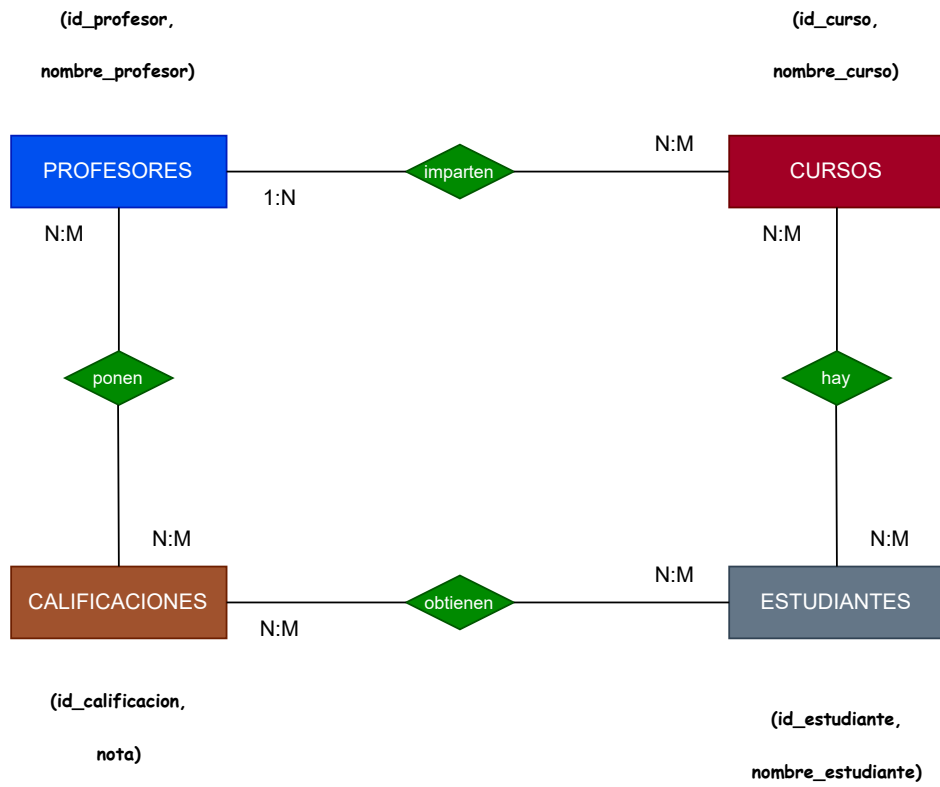 (id_profesor,
nombre_profesor)
(id_curso,
nombre_curso)
PROFESORES
1:N
imparten
N:M
CURSOS
N:M
N:M
ponen
hay
N:M
N:M
CALIFICACIONES
N:M
obtienen
N:M
ESTUDIANTES
(id_calificacion,
nota)
(id_estudiante,
nombre_estudiante)